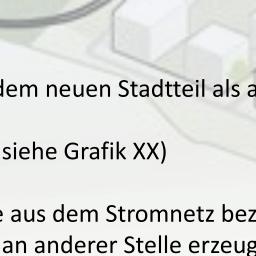 dem neuen Stadtteil als a
siehe Grafik XX)
e aus dem Stromnetz bez
an anderer Stelle erzeug